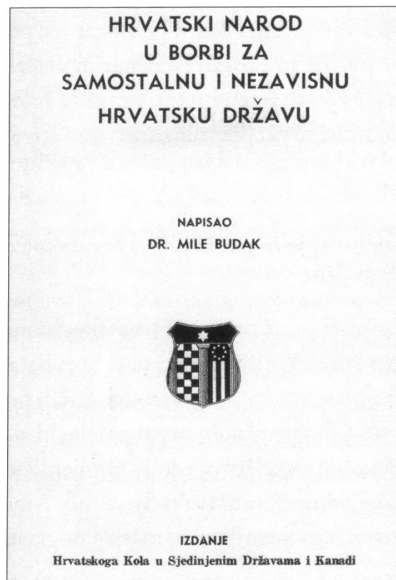 HRVATSKI NAROD
U BORBI ZA
SAMOSTALNU I NEZAVISNU
HRVATSKU DRŽAVU
NAPISAO
DR. MILE BUDAK
IZDANJE
Hrvatskoga Kola u Sjedinjenim Državama i Kanadi